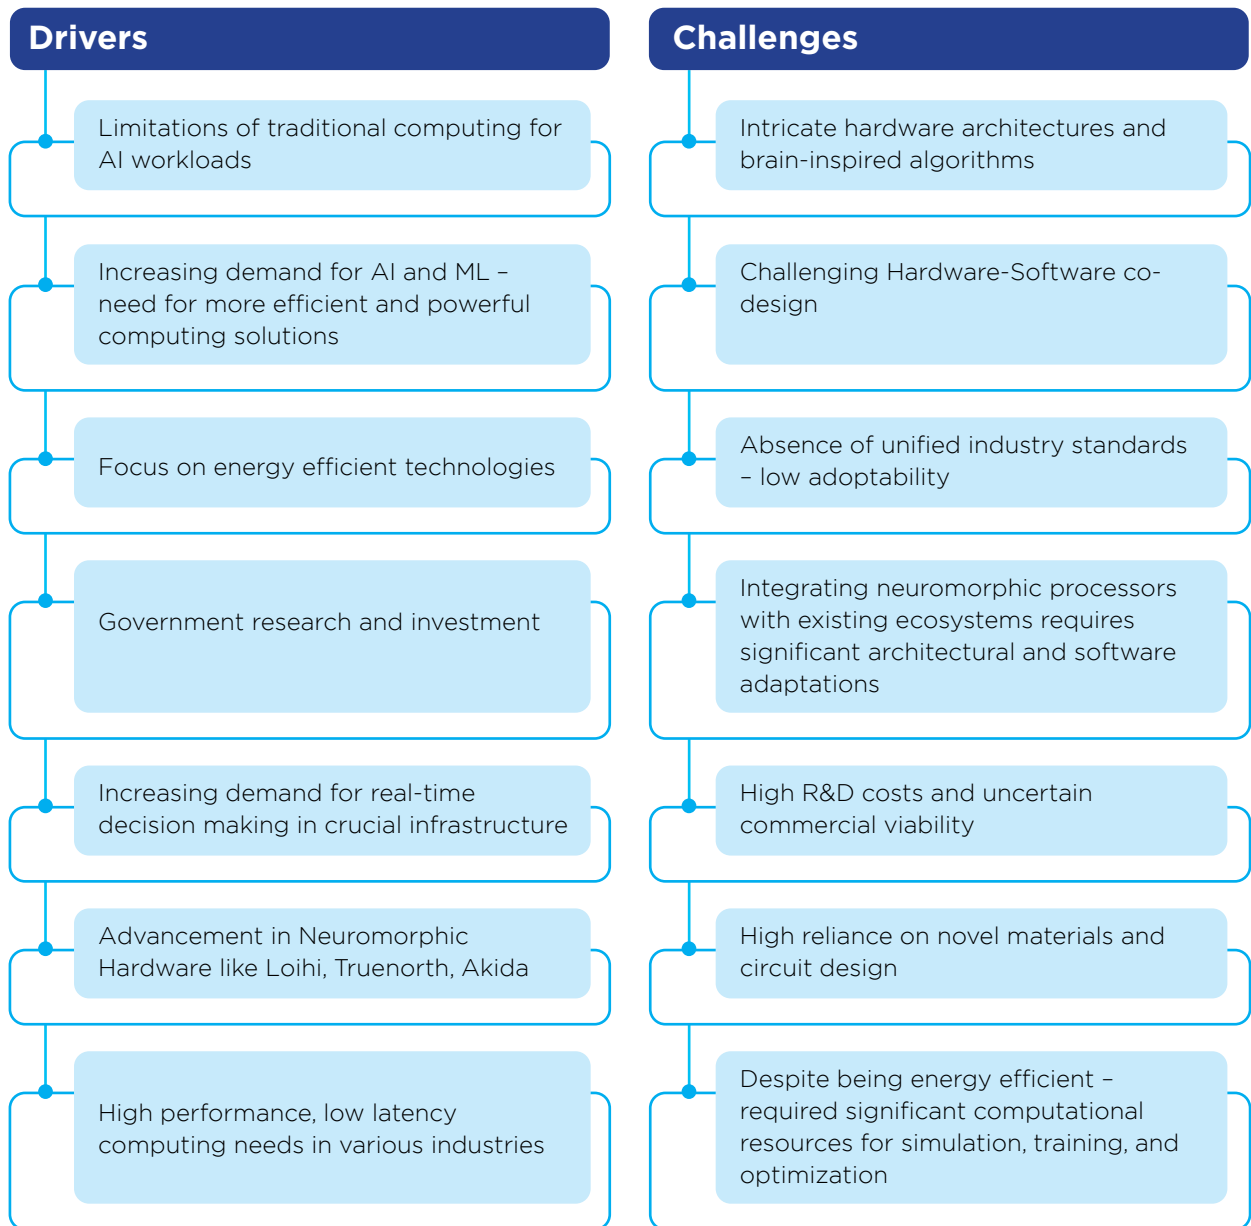 Drivers
Limitations of traditional computing for
AI workloads
Increasing demand for AI and ML –
need for more efficient and powerful
computing solutions
Focus on energy efficient technologies
Government research and investment
Increasing demand for real-time
decision making in crucial infrastructure
Advancement in Neuromorphic
Hardware like Loihi, Truenorth, Akida
High performance, low latency
computing needs in various industries
Challenges
Intricate hardware architectures and
brain-inspired algorithms
Challenging Hardware-Software co-
design
Absence of unified industry standards
– low adoptability
Integrating neuromorphic processors
with existing ecosystems requires
significant architectural and software
adaptations
High R&D costs and uncertain
commercial viability
High reliance on novel materials and
circuit design
Despite being energy efficient –
required significant computational
resources for simulation, training, and
optimization